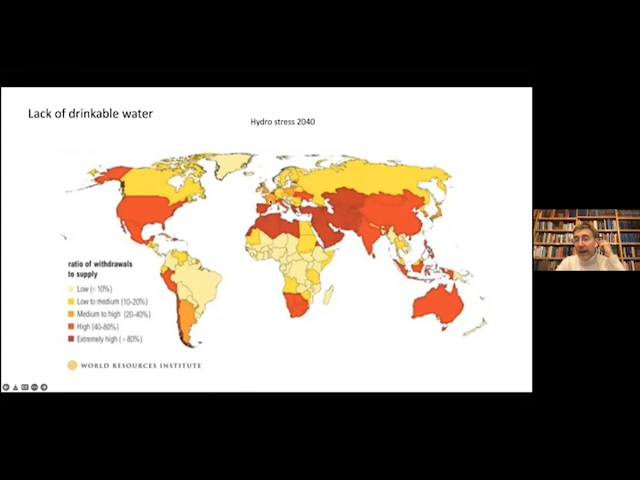 Lack of drinkable water
Hydro stress 2040
ratio of withdrawals
to supply
Low (< 10%)
Low to medium (10-20%)
Medium to high (20-40%)
High (40-80%)
Extremely high (> 80%)
WORLD RESOURCES INSTITUTE